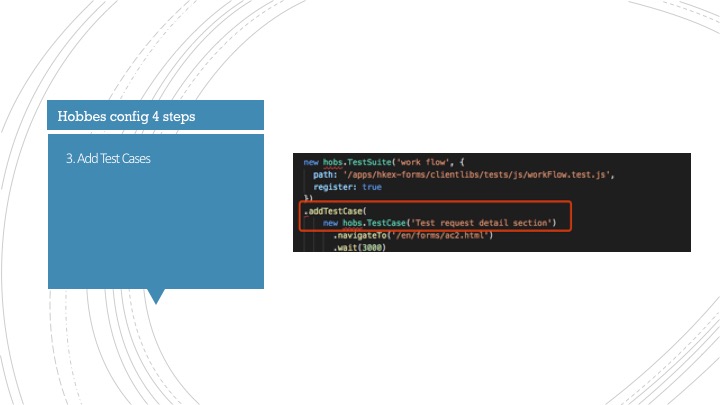 Hobbes config 4 steps
3. Add Test Cases
new hobs.TestSuite('work flow', {
path: '/apps/hkex-forms/clientlibs/tests/js/workFlow.test.js',
register: true
})
.addTestCase(
new hobs.TestCase('Test request detail section')
.navigateTo('/en/forms/ac2.html')
.wait(3000)